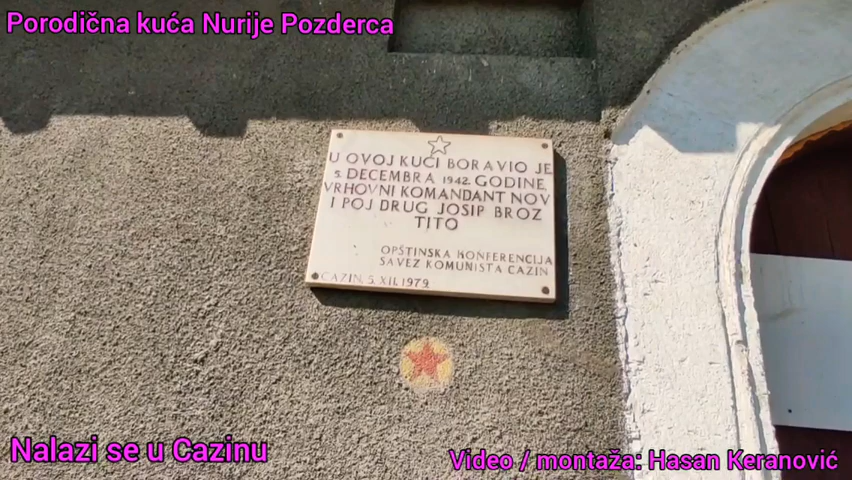 Porodična kuća Nurije Pozderca
U OVOJ KUĆI BORAVIO JE
5. DECEMBRA 1942. GODINE,
VRHOVNI KOMANDANT NOV
I POJ DRUG JOSIP BROZ
TITO
OPŠTINSKA KONFERENCIJA
SAVEZ KOMUNISTA CAZIN
CAZIN, 5. XII. 1979.
Nalazi se u Cazinu
Video / montaža: Hasan Keranović